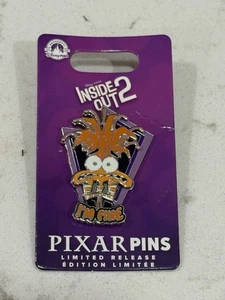 INSIDE
OUT 2
I'M FINE
PIXAR PINS
LIMITED RELEASE
ÉDITION LIMITÉE